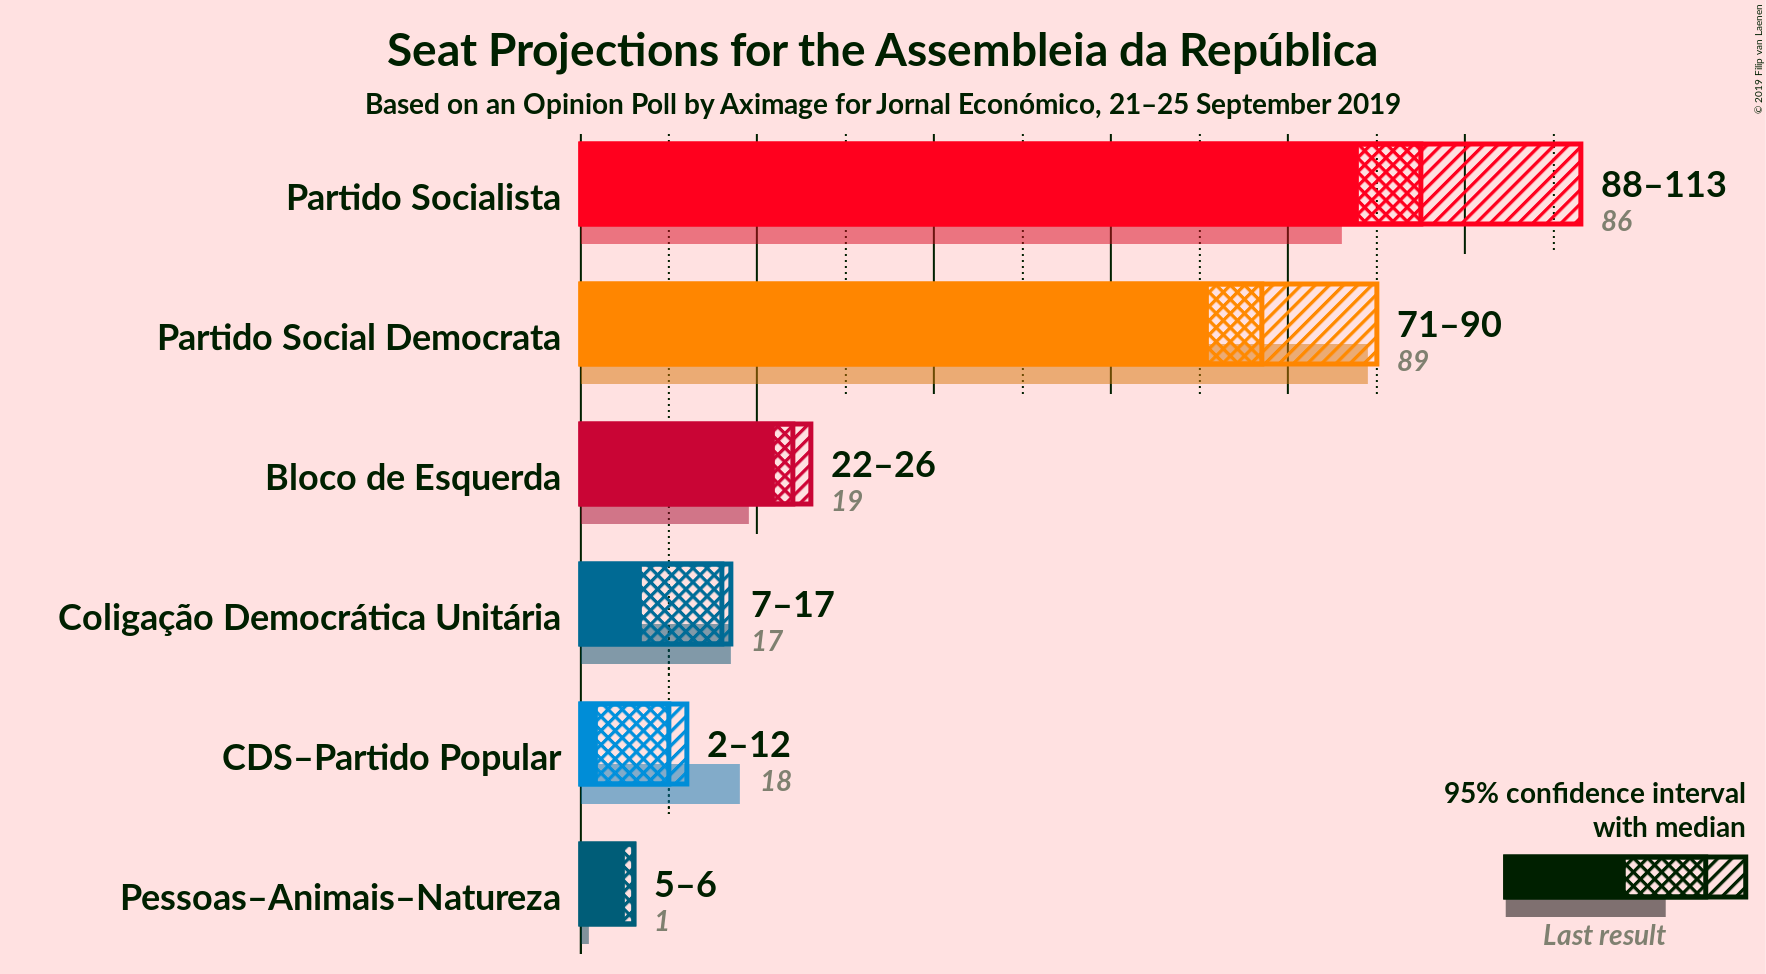 Seat Projections for the Assembleia da República
Based on an Opinion Poll by Aximage for Jornal Económico, 21–25 September 2019
© 2019 Filip van Laenen
Partido Socialista
88–113
86
Partido Social Democrata
71–90
89
Bloco de Esquerda
22–26
19
Coligação Democrática Unitária
7–17
17
CDS–Partido Popular
2–12
18
Pessoas–Animais–Natureza
5–6
1
95% confidence interval
with median
Last result